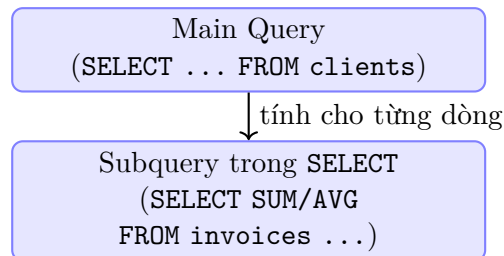 Main Query
(SELECT ... FROM clients)
tính cho từng dòng
Subquery trong SELECT
(SELECT SUM/AVG
FROM invoices ...)